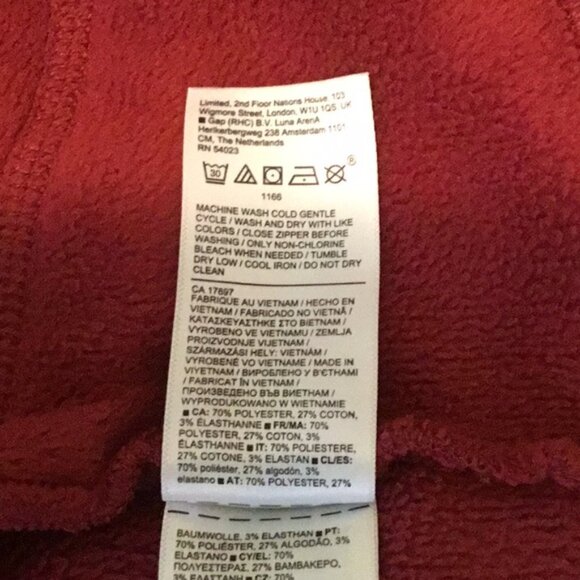 Limited, 2nd Floor Nations House, 103
Wigmore Street, London, W1U 1QS UK
■ Gap (RHC) B.V. Luna ArenA
Herikerbergweg 238 Amsterdam 1101
CM, The Netherlands
RN 54023
30
®
1166
MACHINE WASH COLD GENTLE
CYCLE / WASH AND DRY WITH LIKE
COLORS / CLOSE ZIPPER BEFORE
WASHING / ONLY NON-CHLORINE
BLEACH WHEN NEEDED / TUMBLE
DRY LOW / COOL IRON / DO NOT DRY
CLEAN
CA 17697
FABRIQUE AU VIETNAM / HECHO EN
VIETNAM / FABRICADO NO VIETNÃ /
ΚΑΤΑΣΚΕΥΑΣΤΗΚΕ ΣΤΟ ΒΙΕΤΝΑΜ /
VYROBENO VE VIETNAMU / ZEMLJA
PROIZVODNJE VIJETNAM /
SZÁRMAZÁSI HELY: VIETNÁM /
VYROBENÉ VO VIETNAME / MADE IN
VIYETNAM / ВИРОБЛЕНО У В'ЄТНАМІ
/ FABRICAT ÎN VIETNAM /
ПРОИЗВЕДЕНО ВЪВ ВИЕТНАМ /
WYPRODUKOWANO W WIETNAMIE
■ CA: 70% POLYESTER, 27% COTON,
3% ÉLASTHANNE ■ FR/MA: 70%
POLYESTER, 27% COTON, 3%
ÉLASTHANNE ■ IT: 70% POLIESTERE,
27% COTONE, 3% ELASTAN ■ CL/ES:
70% poliéster, 27% algodón, 3%
elastano ■ AT: 70% POLYESTER, 27%
BAUMWOLLE, 3% ELASTHAN ■ PT:
70% POLIÉSTER, 27% ALGODÃO, 3%
ELASTANO ■ CY/EL: 70%
ΠΟΛΥΕΣΤΕΡΑΣ, 27% ΒΑΜΒΑΚΕΡΟ,
3% ΕΛΑΣΤΑΝΗ ■ CZ: 70%